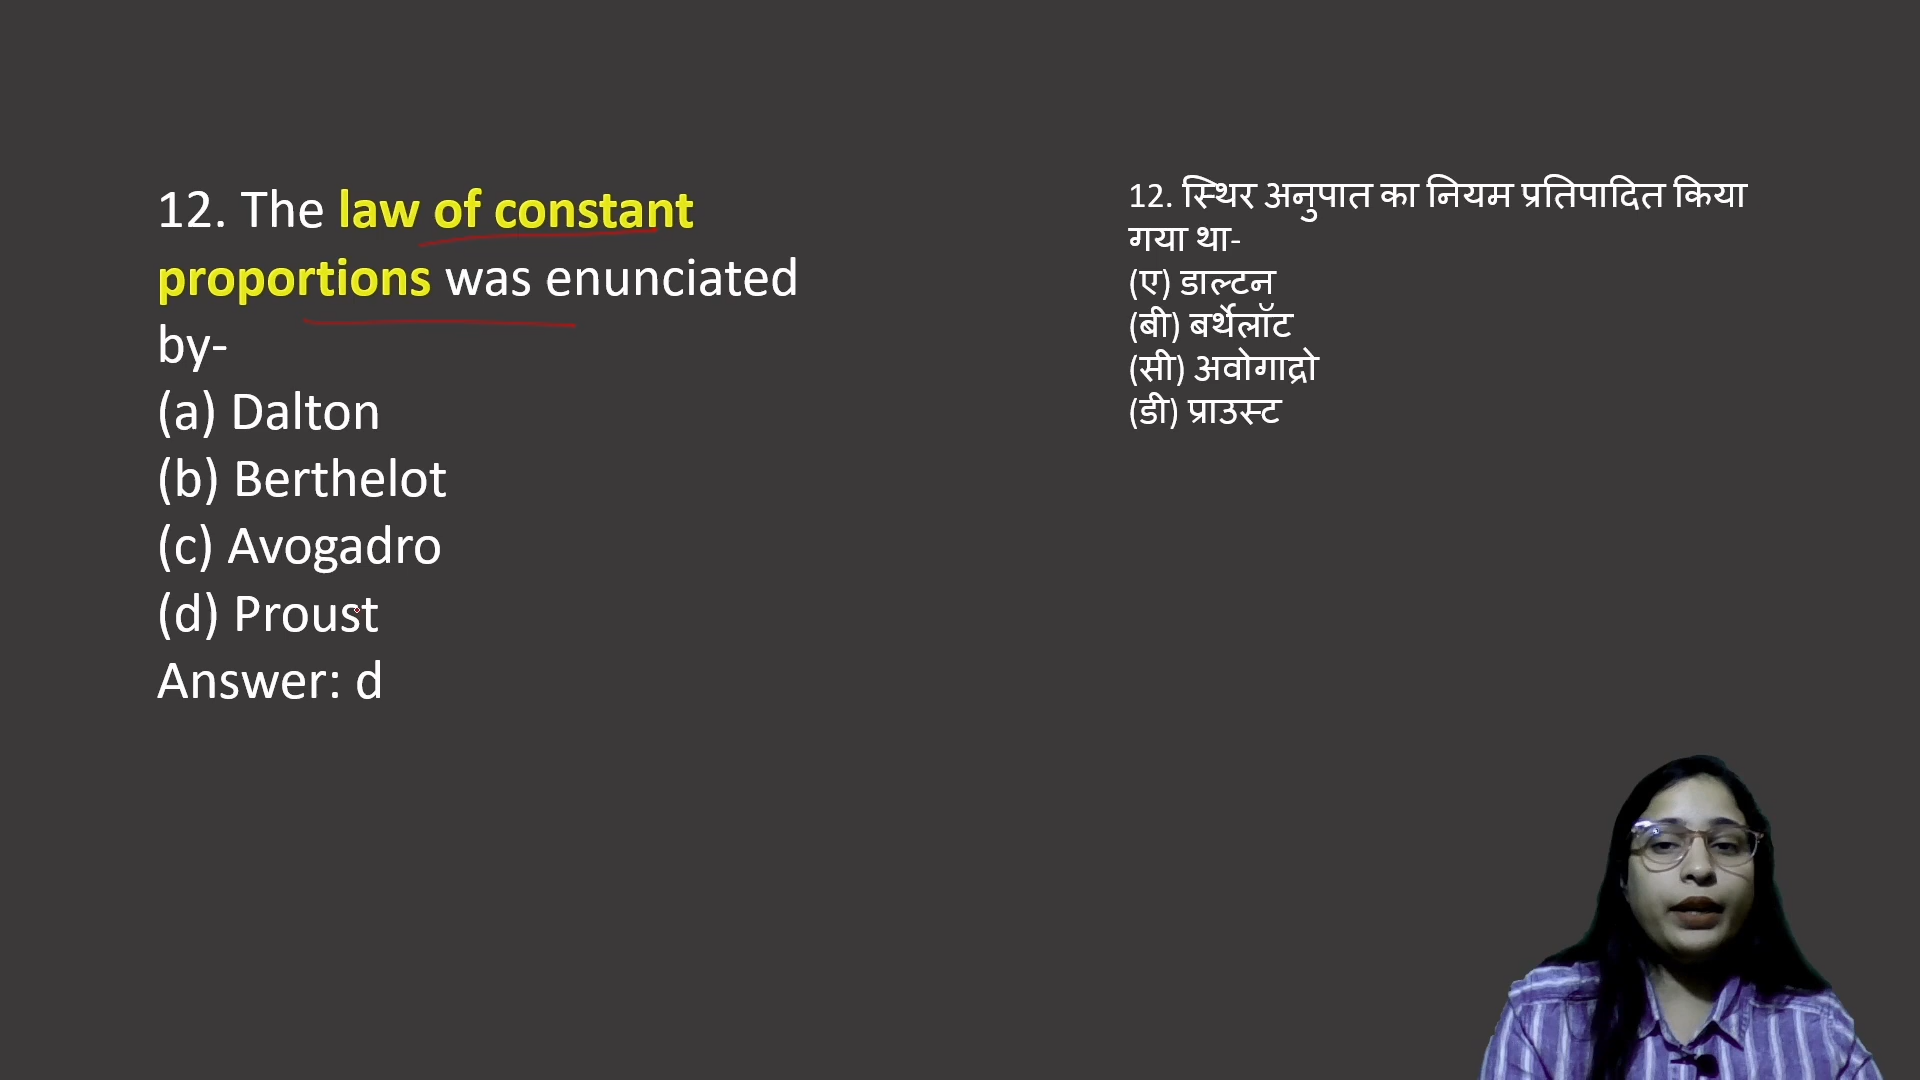 12. The law of constant
proportions was enunciated
by-
(a) Dalton
(b) Berthelot
(c) Avogadro
(d) Proust
Answer: d
12. स्थिर अनुपात का नियम प्रतिपादित किया
गया था-
(ए) डाल्टन
(बी) बर्थेलॉट
(सी) अवोगाद्रो
(डी) प्राउस्ट